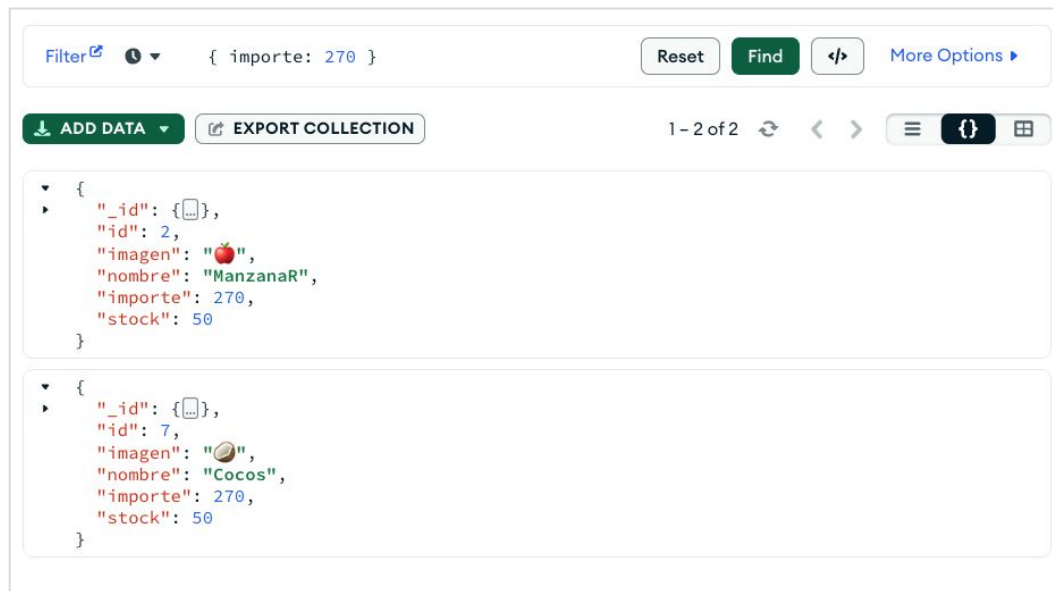 Filter { importe: 270 } Reset Find </> More Options
ADD DATA EXPORT COLLECTION 1 – 2 of 2 {}
{
"_id": {...},
"id": 2,
"imagen": "🍎",
"nombre": "ManzanaR",
"importe": 270,
"stock": 50
}
{
"_id": {...},
"id": 7,
"imagen": "🥥",
"nombre": "Cocos",
"importe": 270,
"stock": 50
}